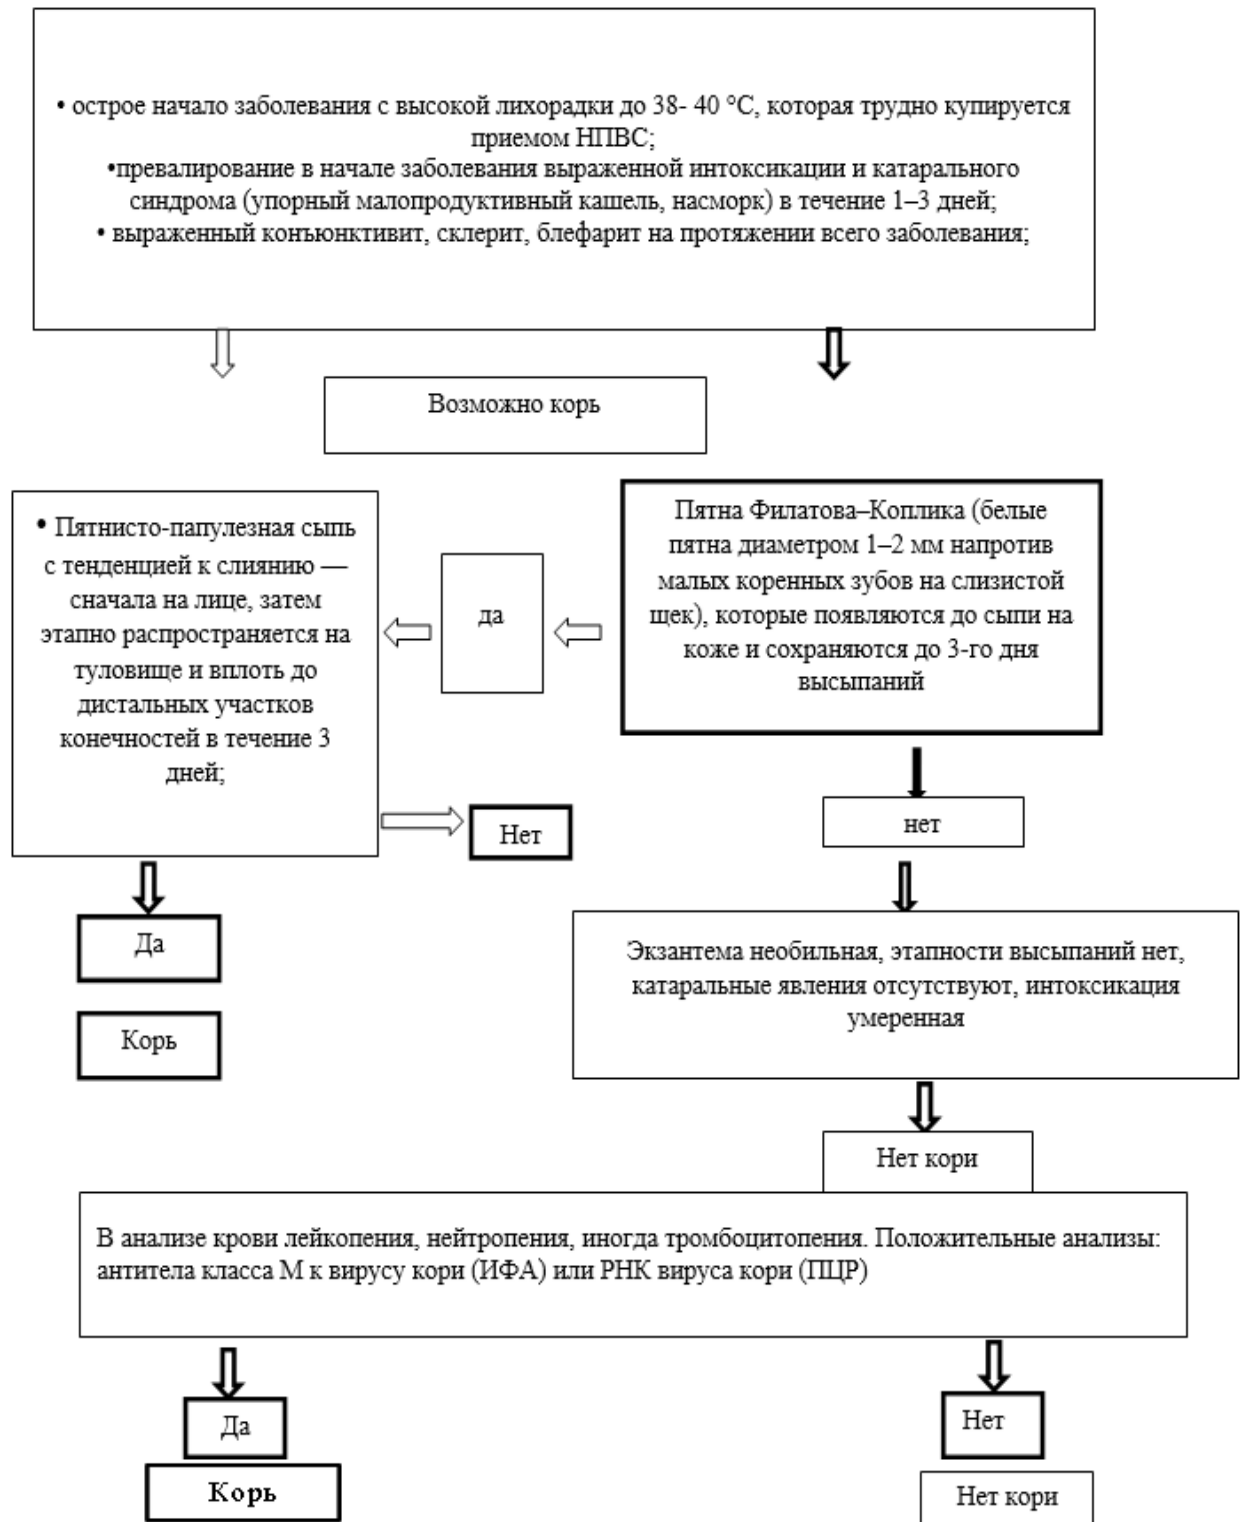 • острое начало заболевания с высокой лихорадки до 38- 40 °С, которая трудно купируется
приемом НПВС;
•превалирование в начале заболевания выраженной интоксикации и катарального
синдрома (упорный малопродуктивный кашель, насморк) в течение 1–3 дней;
• выраженный конъюнктивит, склерит, блефарит на протяжении всего заболевания;
Возможно корь
• Пятнисто-папулезная сыпь
с тенденцией к слиянию —
сначала на лице, затем
этапно распространяется на
туловище и вплоть до
дистальных участков
конечностей в течение 3
дней;
да
Пятна Филатова–Коплика (белые
пятна диаметром 1–2 мм напротив
малых коренных зубов на слизистой
щек), которые появляются до сыпи на
коже и сохраняются до 3-го дня
высыпаний
Нет
нет
Да
Корь
Экзантема необильная, этапности высыпаний нет,
катаральные явления отсутствуют, интоксикация
умеренная
Нет кори
В анализе крови лейкопения, нейтропения, иногда тромбоцитопения. Положительные анализы:
антитела класса М к вирусу кори (ИФА) или РНК вируса кори (ПЦР)
Да
Нет
Корь
Нет кори